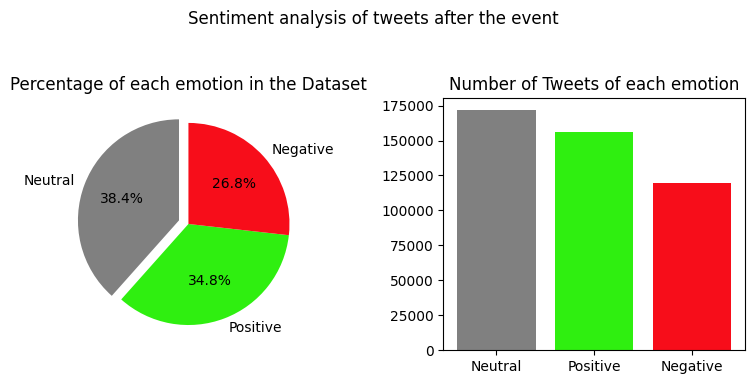 Sentiment analysis of tweets after the event
Percentage of each emotion in the Dataset
Neutral
38.4%
Negative
26.8%
34.8%
Positive
Number of Tweets of each emotion
175000
150000
125000
100000
75000
50000
25000
0
Neutral
Positive
Negative